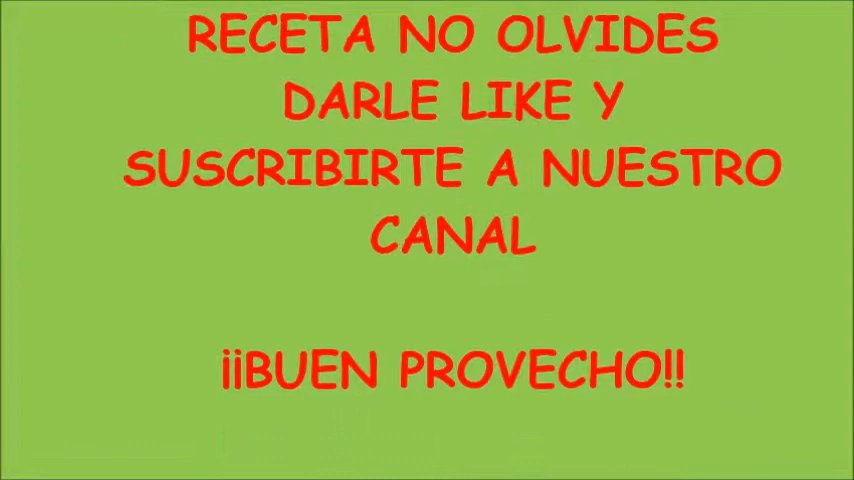 RECETA NO OLVIDES
DARLE LIKE Y
SUSCRIBIRTE A NUESTRO
CANAL
¡¡BUEN PROVECHO!!